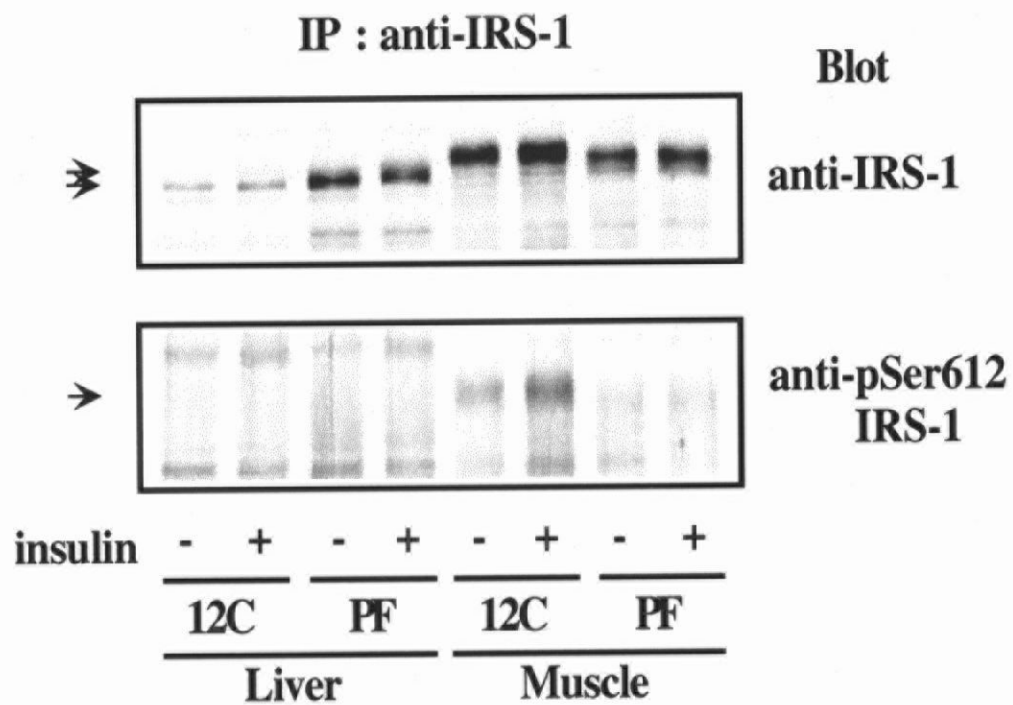 IP : anti-IRS-1
Blot
anti-IRS-1
anti-pSer612
IRS-1
insulin - + - + - + - +
12C PF 12C PF
Liver Muscle